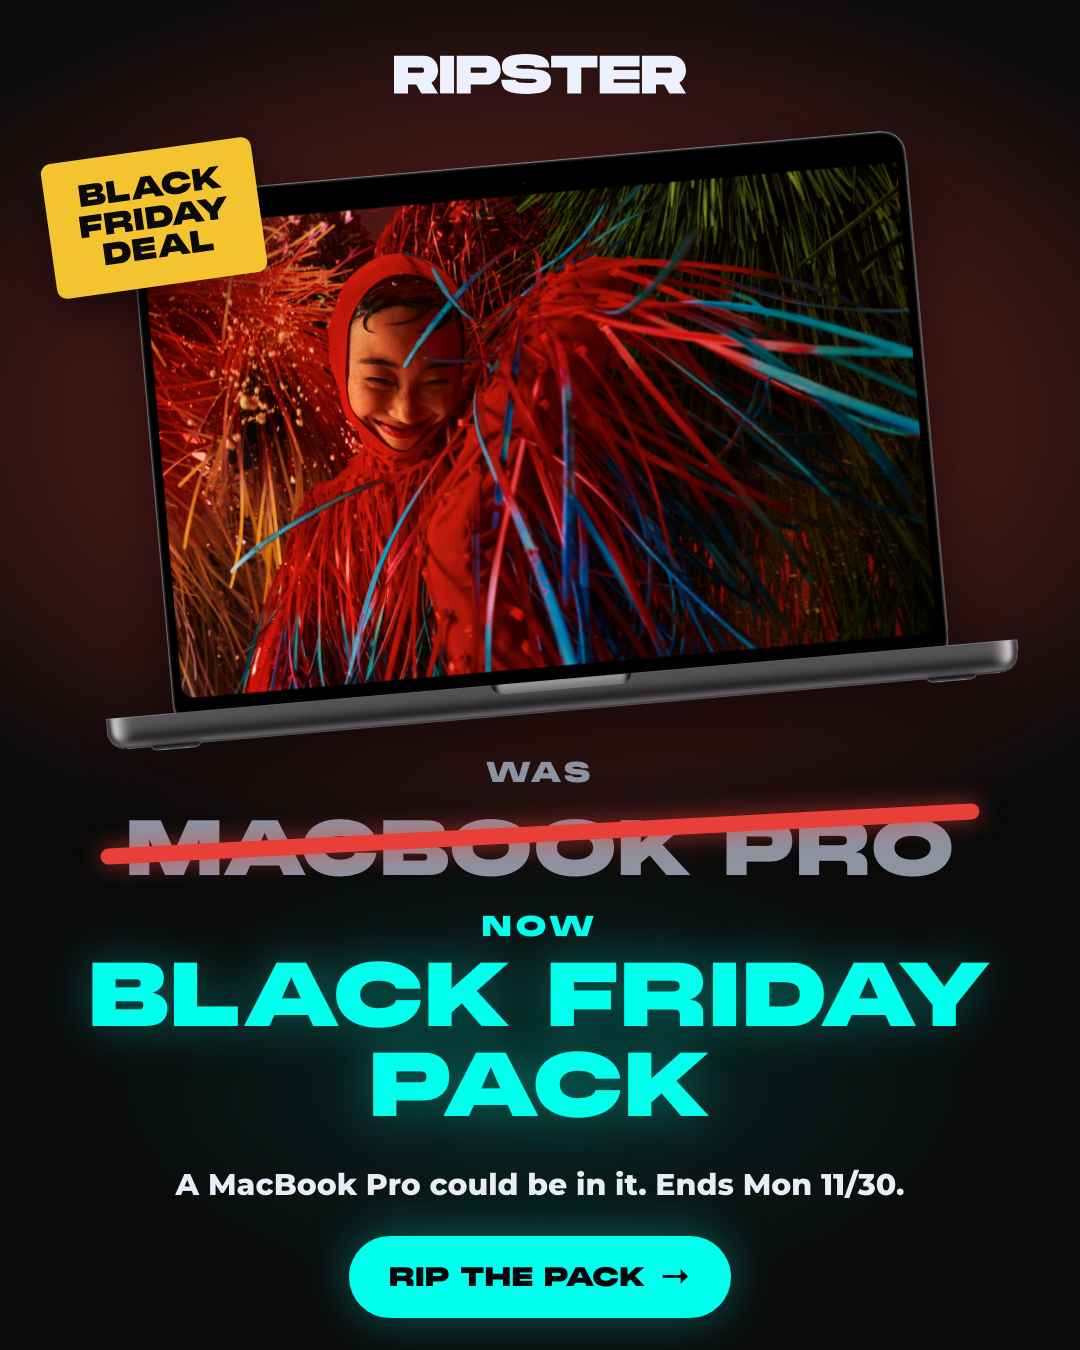 RIPSTER
BLACK
FRIDAY
DEAL
WAS
MACBOOK PRO
NOW
BLACK FRIDAY
PACK
A MacBook Pro could be in it. Ends Mon 11/30.
RIP THE PACK →